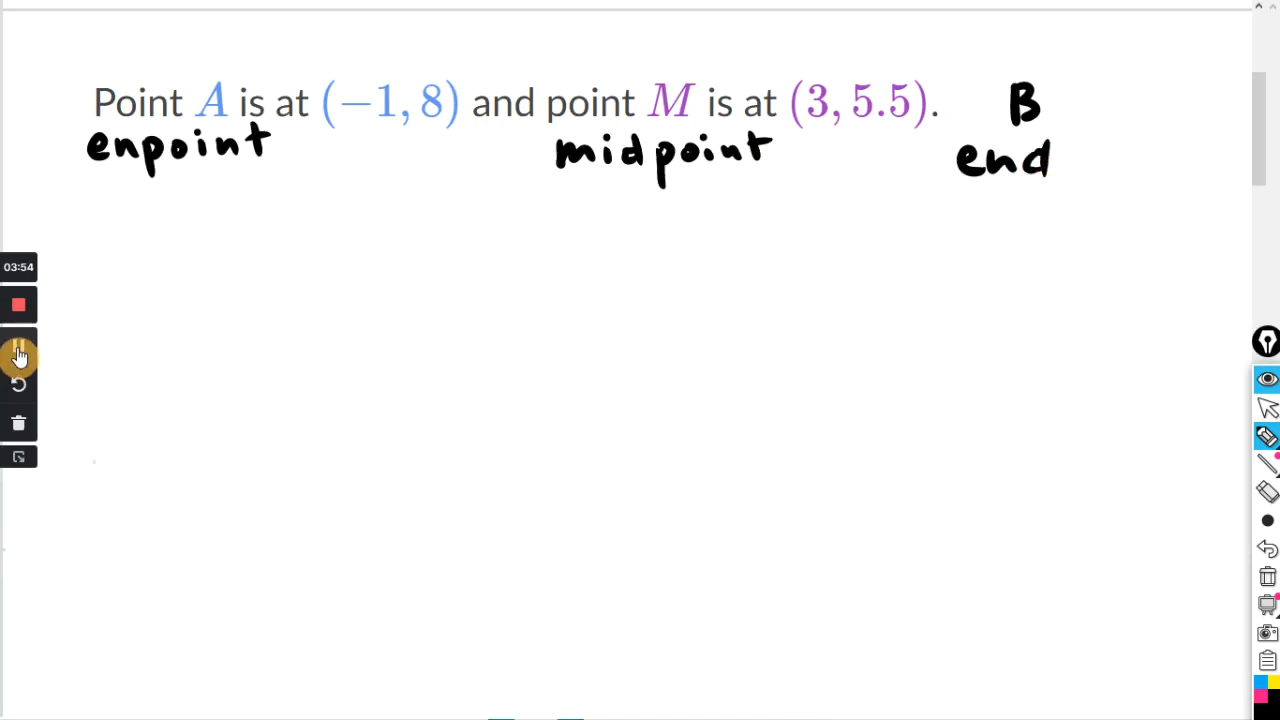 Point A is at (−1, 8) and point M is at (3, 5.5). B
enpoint midpoint end
03:54